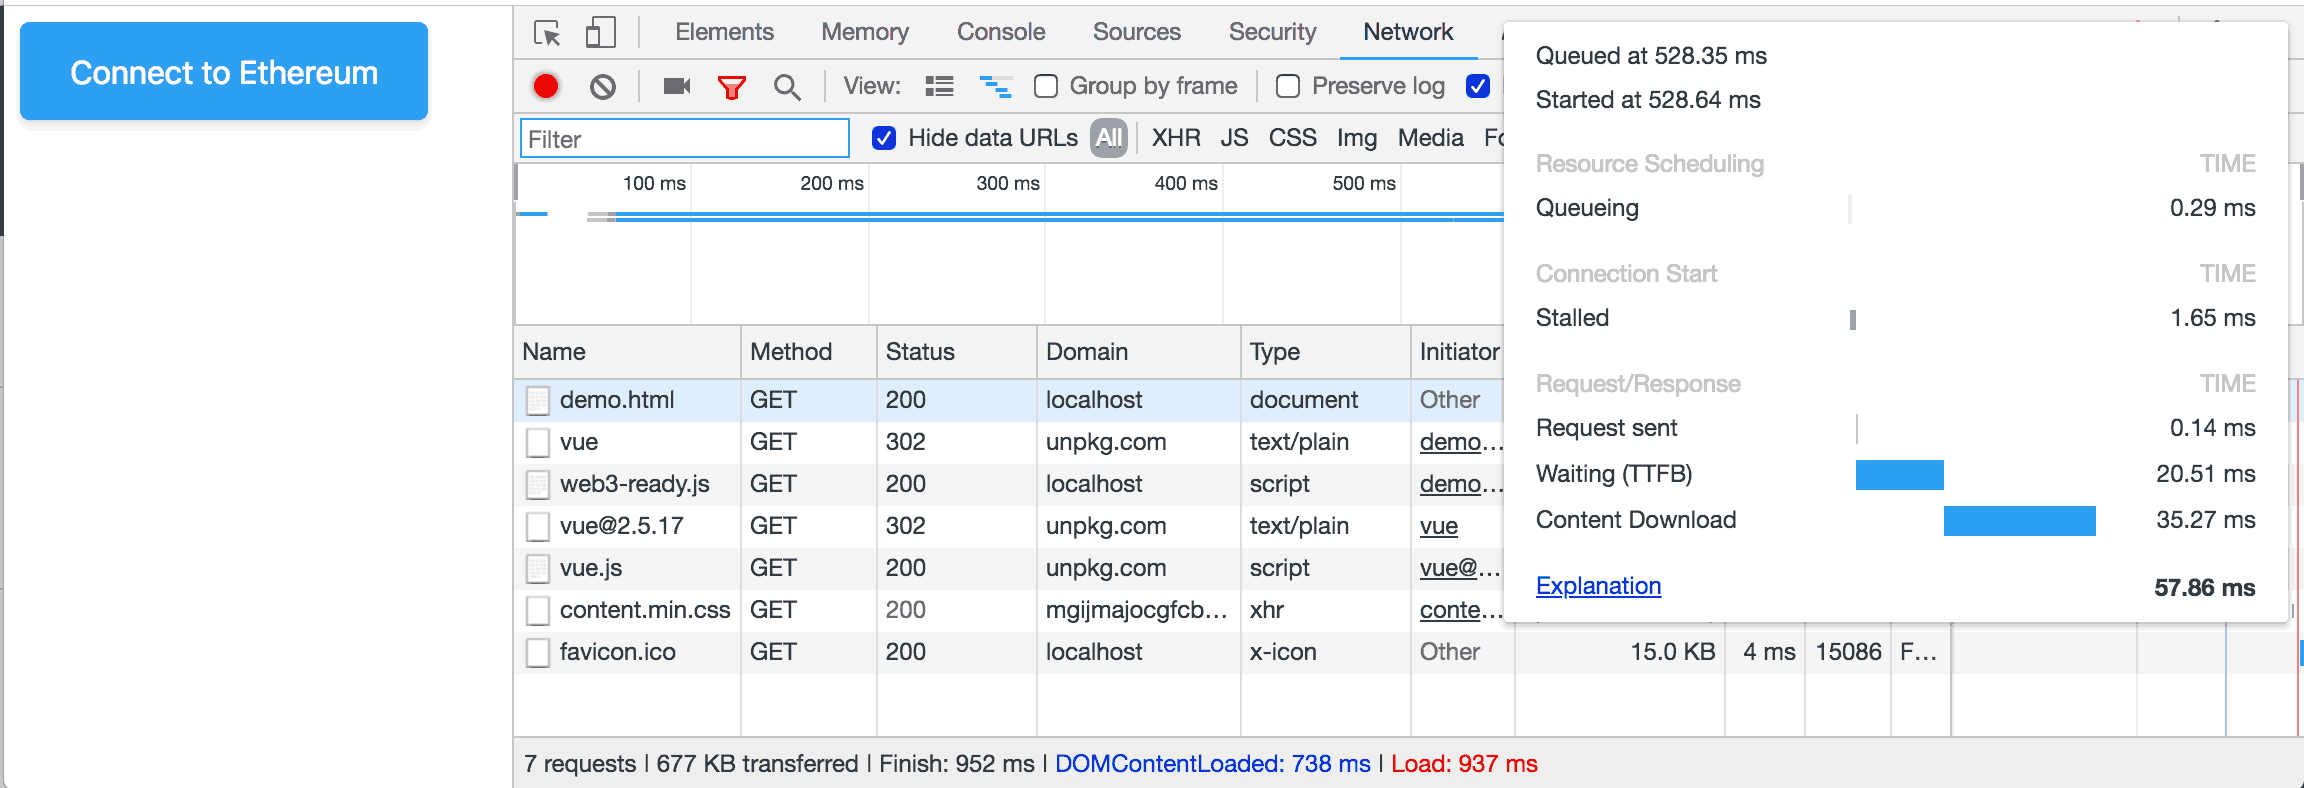 Connect to Ethereum
Elements Memory Console Sources Security Network
View: Group by frame Preserve log
Filter Hide data URLs All XHR JS CSS Img Media
100 ms 200 ms 300 ms 400 ms 500 ms
Name Method Status Domain Type Initiator
demo.html GET 200 localhost document Other
vue GET 302 unpkg.com text/plain demo...
web3-ready.js GET 200 localhost script demo...
vue@2.5.17 GET 302 unpkg.com text/plain vue
vue.js GET 200 unpkg.com script vue@...
content.min.css GET 200 mgijmajocgfcb... xhr conte...
favicon.ico GET 200 localhost x-icon Other 15.0 KB 4 ms 15086 F...
7 requests | 677 KB transferred | Finish: 952 ms | DOMContentLoaded: 738 ms | Load: 937 ms
Queued at 528.35 ms
Started at 528.64 ms
Resource Scheduling TIME
Queueing 0.29 ms
Connection Start TIME
Stalled 1.65 ms
Request/Response TIME
Request sent 0.14 ms
Waiting (TTFB) 20.51 ms
Content Download 35.27 ms
Explanation 57.86 ms